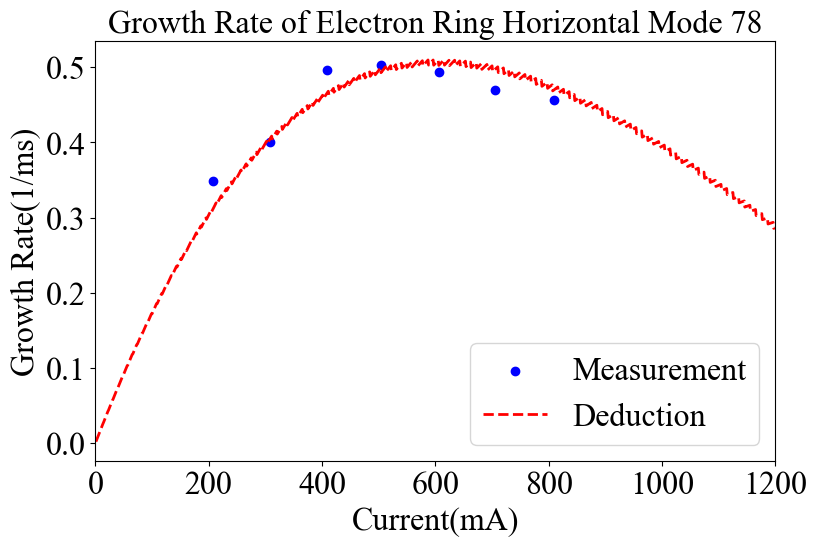 Growth Rate of Electron Ring Horizontal Mode 78
Growth Rate(1/ms)
0.5
0.4
0.3
0.2
0.1
0.0
Measurement
Deduction
0 200 400 600 800 1000 1200
Current(mA)